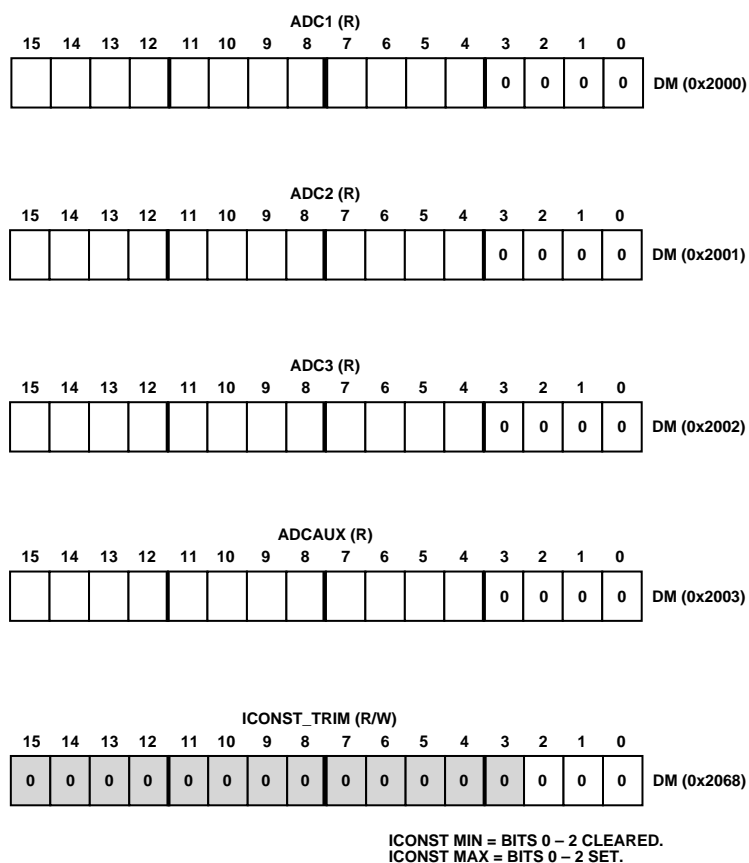 ADC1 (R)
15 14 13 12 11 10 9 8 7 6 5 4 3 2 1 0
0 0 0 0 DM (0x2000)
ADC2 (R)
15 14 13 12 11 10 9 8 7 6 5 4 3 2 1 0
0 0 0 0 DM (0x2001)
ADC3 (R)
15 14 13 12 11 10 9 8 7 6 5 4 3 2 1 0
0 0 0 0 DM (0x2002)
ADCAUX (R)
15 14 13 12 11 10 9 8 7 6 5 4 3 2 1 0
0 0 0 0 DM (0x2003)
ICONST_TRIM (R/W)
15 14 13 12 11 10 9 8 7 6 5 4 3 2 1 0
0 0 0 0 0 0 0 0 0 0 0 0 0 0 0 0 DM (0x2068)
ICONST MIN = BITS 0 – 2 CLEARED.
ICONST MAX = BITS 0 – 2 SET.